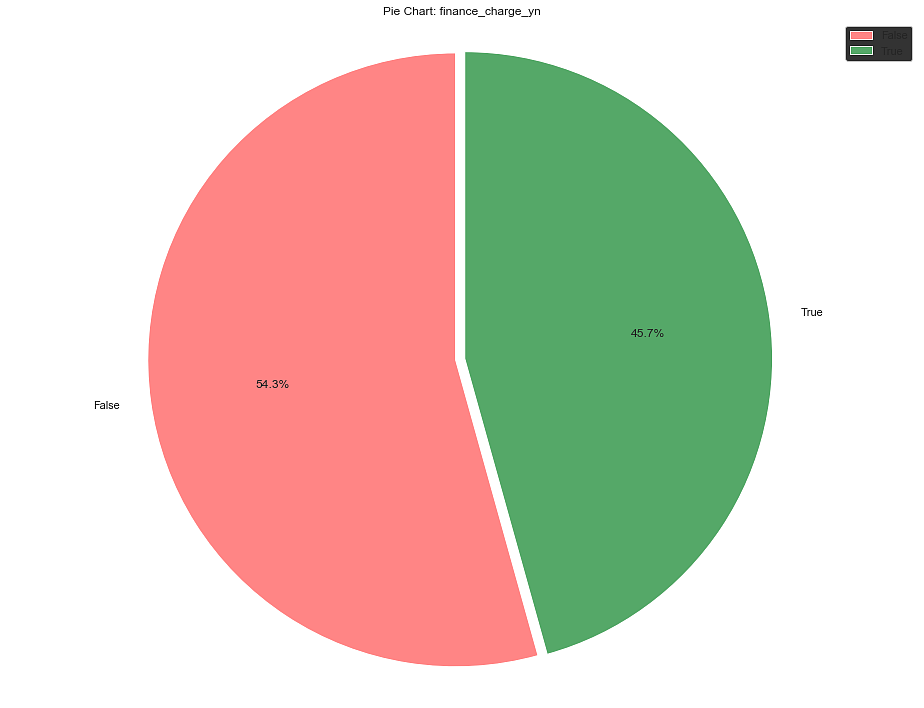 Pie Chart: finance_charge_yn
False
True
True
45.7%
54.3%
False